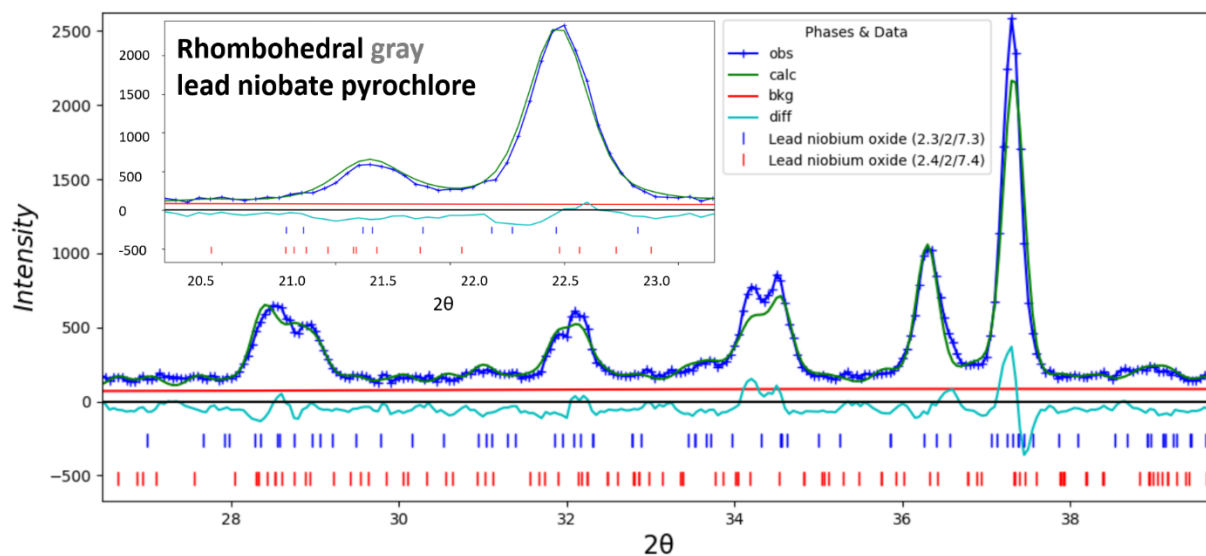 Rhombohedral gray
lead niobate pyrochlore
2000
1500
1000
500
0
-500
20.5 21.0 21.5 22.0 22.5 23.0
2θ
Phases & Data
obs
calc
bkg
diff
Lead niobium oxide (2.3/2/7.3)
Lead niobium oxide (2.4/2/7.4)
Intensity
2500
2000
1500
1000
500
0
−500
28 30 32 34 36 38
2θ